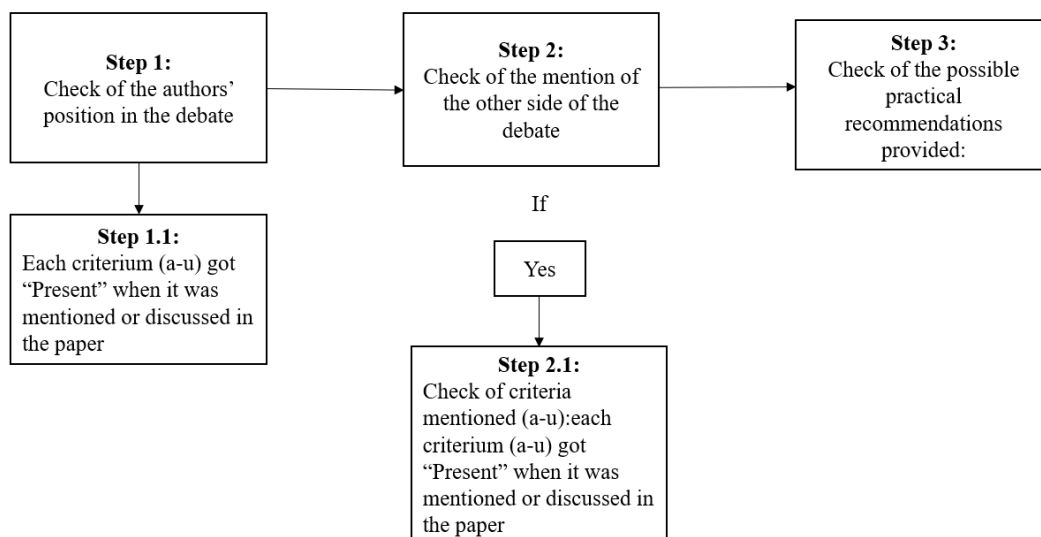 Step 1:
Check of the authors’
position in the debate
Step 2:
Check of the mention of
the other side of the
debate
Step 3:
Check of the possible
practical
recommendations
provided:
Step 1.1:
Each criterium (a-u) got
“Present” when it was
mentioned or discussed in
the paper
If
Yes
Step 2.1:
Check of criteria
mentioned (a-u):each
criterium (a-u) got
“Present” when it was
mentioned or discussed in
the paper